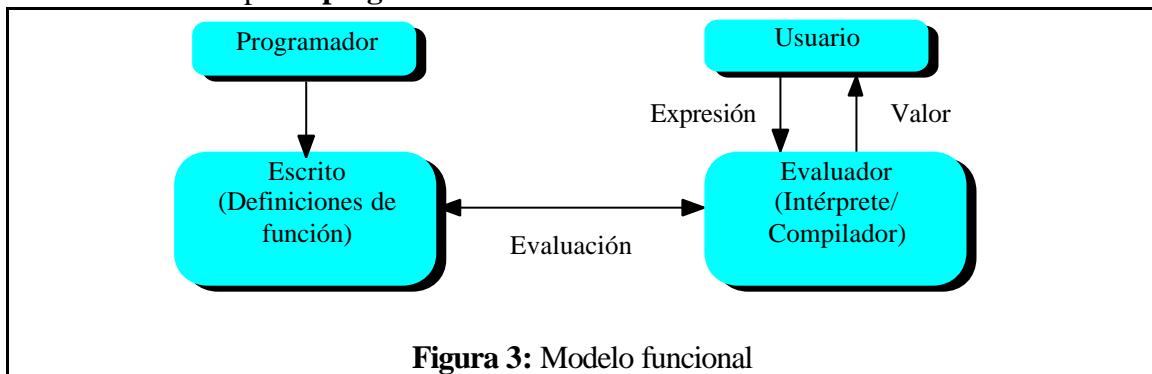 Programador
Usuario
Expresión
Valor
Escrito
(Definiciones de
función)
Evaluador
(Intérprete/
Compilador)
Evaluación
Figura 3: Modelo funcional